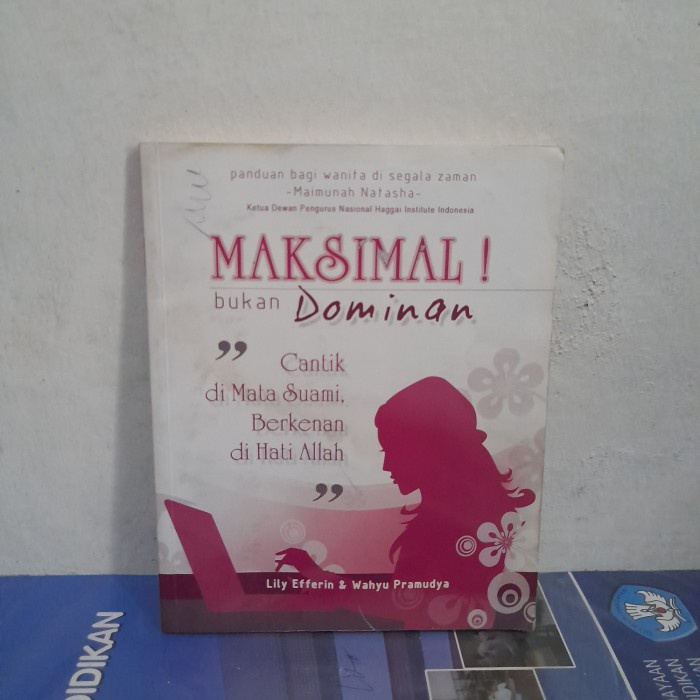 panduan bagi wanita di segala zaman
-Maimunah Natasha-
Ketua Dewan Pengurus Nasional Haggai Institute Indonesia
MAKSIMAL !
bukan Dominan
”
Cantik
di Mata Suami,
Berkenan
di Hati Allah
”
Lily Efferin & Wahyu Pramudya